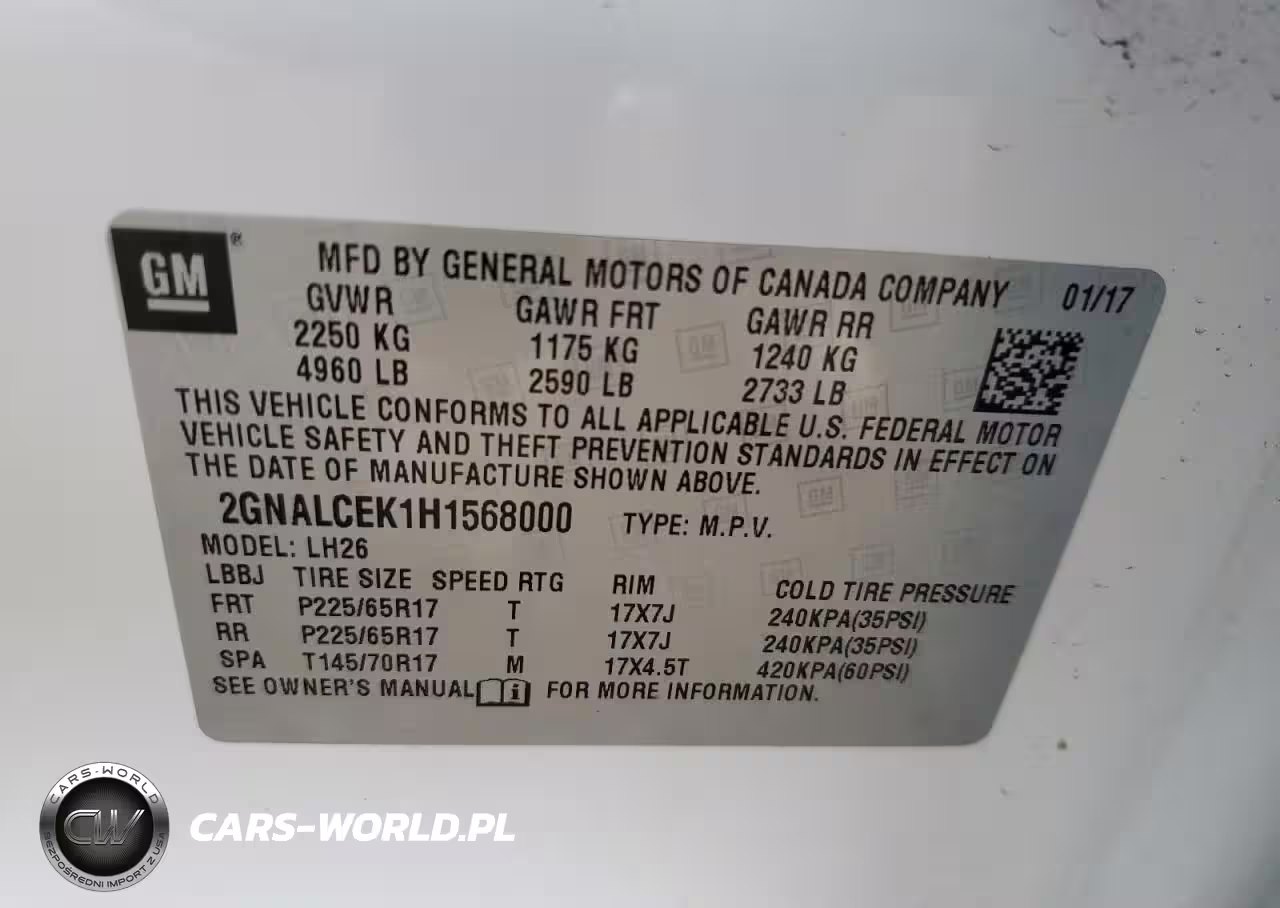 GM®
MFD BY GENERAL MOTORS OF CANADA COMPANY 01/17
GVWR GAWR FRT GAWR RR
2250 KG 1175 KG 1240 KG
4960 LB 2590 LB 2733 LB
THIS VEHICLE CONFORMS TO ALL APPLICABLE U.S. FEDERAL MOTOR
VEHICLE SAFETY AND THEFT PREVENTION STANDARDS IN EFFECT ON
THE DATE OF MANUFACTURE SHOWN ABOVE.
2GNALCEK1H1568000 TYPE: M.P.V.
MODEL: LH26
LBBJ TIRE SIZE SPEED RTG RIM COLD TIRE PRESSURE
FRT P225/65R17 T 17X7J 240KPA(35PSI)
RR P225/65R17 T 17X7J 240KPA(35PSI)
SPA T145/70R17 M 17X4.5T 420KPA(60PSI)
SEE OWNER'S MANUAL FOR MORE INFORMATION.
CARS-WORLD
CW
BEZPOŚREDNI IMPORT Z USA
CARS-WORLD.PL